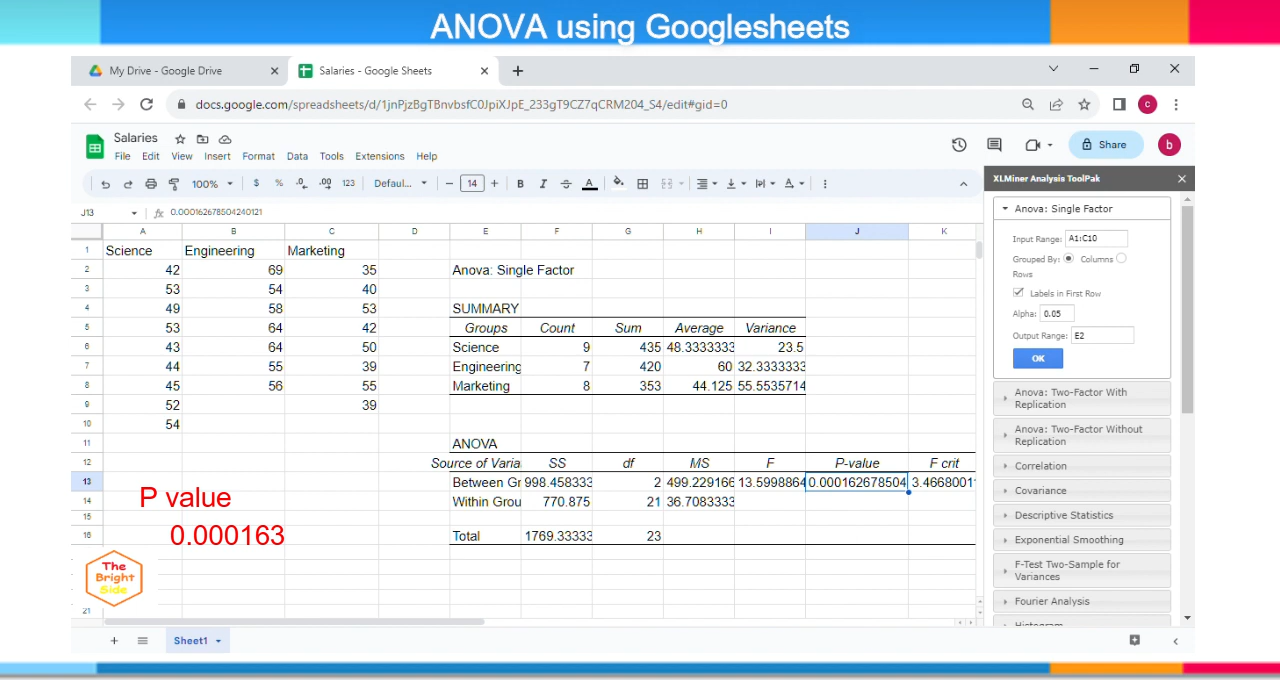 ANOVA using Googlesheets
My Drive - Google Drive
Salaries - Google Sheets
docs.google.com/spreadsheets/d/1jnPjzBgTBnvbsfC0JpiXJpE_233gT9CZ7qCRM204_S4/edit#gid=0
c
Salaries
File Edit View Insert Format Data Tools Extensions Help
Share
b
100% $ % .0 .00 123 Defaul... 14 B I A
XLMiner Analysis ToolPak
J13 fx 0.000162678504240121
A B C D E F G H I J K
1 Science Engineering Marketing
2 42 69 35 Anova: Single Factor
3 53 54 40
4 49 58 53 SUMMARY
5 53 64 42 Groups Count Sum Average Variance
6 43 64 50 Science 9 435 48.3333333 23.5
7 44 55 39 Engineering 7 420 60 32.3333333
8 45 56 55 Marketing 8 353 44.125 55.5535714
9 52 39
10 54
11 ANOVA
12 Source of Varia SS df MS F P-value F crit
13 Between Gr 998.458333 2 499.229166 13.5998864 0.000162678504 3.4668001
14 Within Grou 770.875 21 36.7083333
15
16 Total 1769.33333 23
21
P value
0.000163
The
Bright
Side
Sheet1
Anova: Single Factor
Input Range: A1:C10
Grouped By: Columns
Rows
Labels in First Row
Alpha: 0.05
Output Range: E2
OK
Anova: Two-Factor With
Replication
Anova: Two-Factor Without
Replication
Correlation
Covariance
Descriptive Statistics
Exponential Smoothing
F-Test Two-Sample for
Variances
Fourier Analysis
Histogram